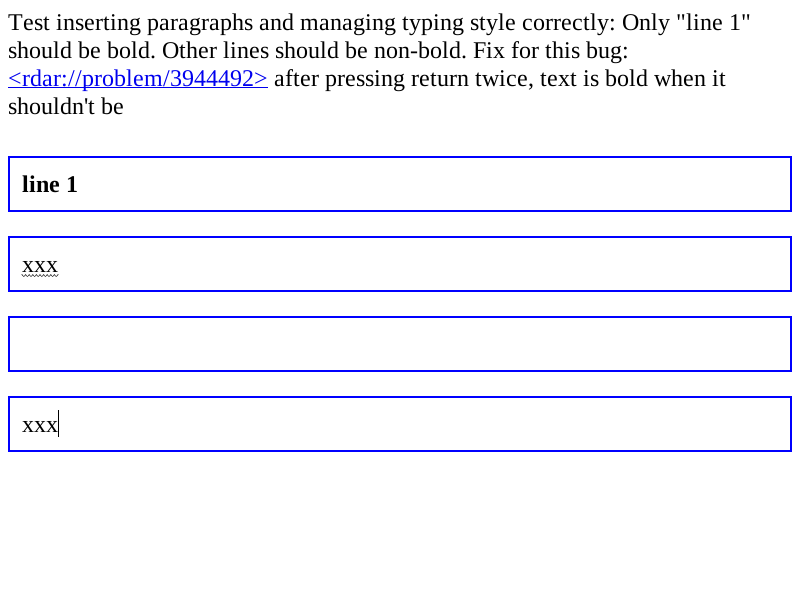 Test inserting paragraphs and managing typing style correctly: Only "line 1"
should be bold. Other lines should be non-bold. Fix for this bug:
<rdar://problem/3944492> after pressing return twice, text is bold when it
shouldn't be
line 1
xxx
xxx